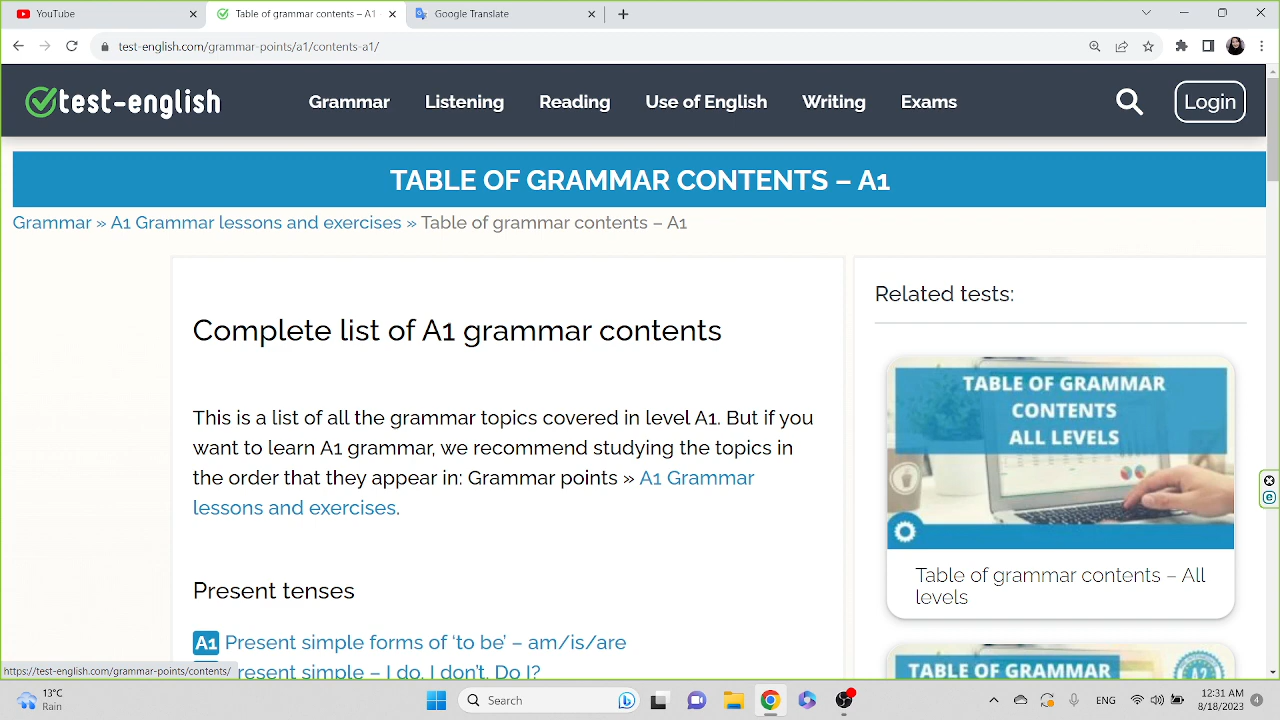 YouTube
Table of grammar contents – A1
Google Translate
test-english.com/grammar-points/a1/contents-a1/
test-english
Grammar
Listening
Reading
Use of English
Writing
Exams
Login
TABLE OF GRAMMAR CONTENTS – A1
Grammar » A1 Grammar lessons and exercises » Table of grammar contents – A1
Complete list of A1 grammar contents
This is a list of all the grammar topics covered in level A1. But if you
want to learn A1 grammar, we recommend studying the topics in
the order that they appear in: Grammar points » A1 Grammar
lessons and exercises.
Present tenses
A1 Present simple forms of ‘to be’ – am/is/are
resent simple – I do, I don’t, Do I?
Related tests:
TABLE OF GRAMMAR
CONTENTS
ALL LEVELS
Table of grammar contents – All
levels
TABLE OF GRAMMAR
A2
https://test-english.com/grammar-points/contents/
13°C
Rain
Search
ENG
12:31 AM
8/18/2023
4